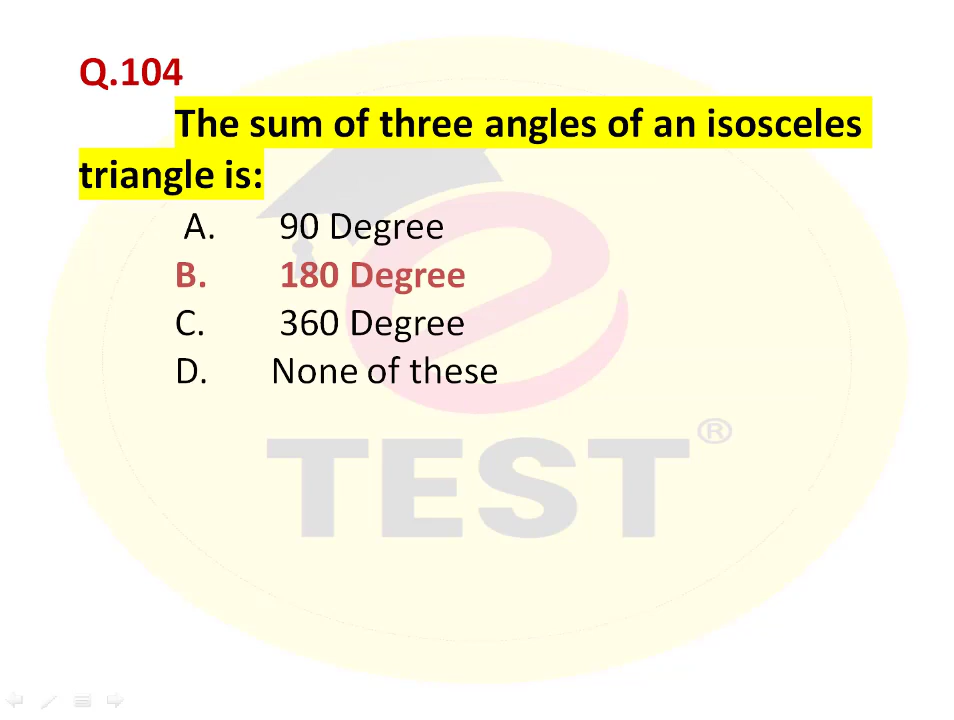 Q.104
The sum of three angles of an isosceles
triangle is:
A. 90 Degree
B. 180 Degree
C. 360 Degree
D. None of these
e
TEST ®